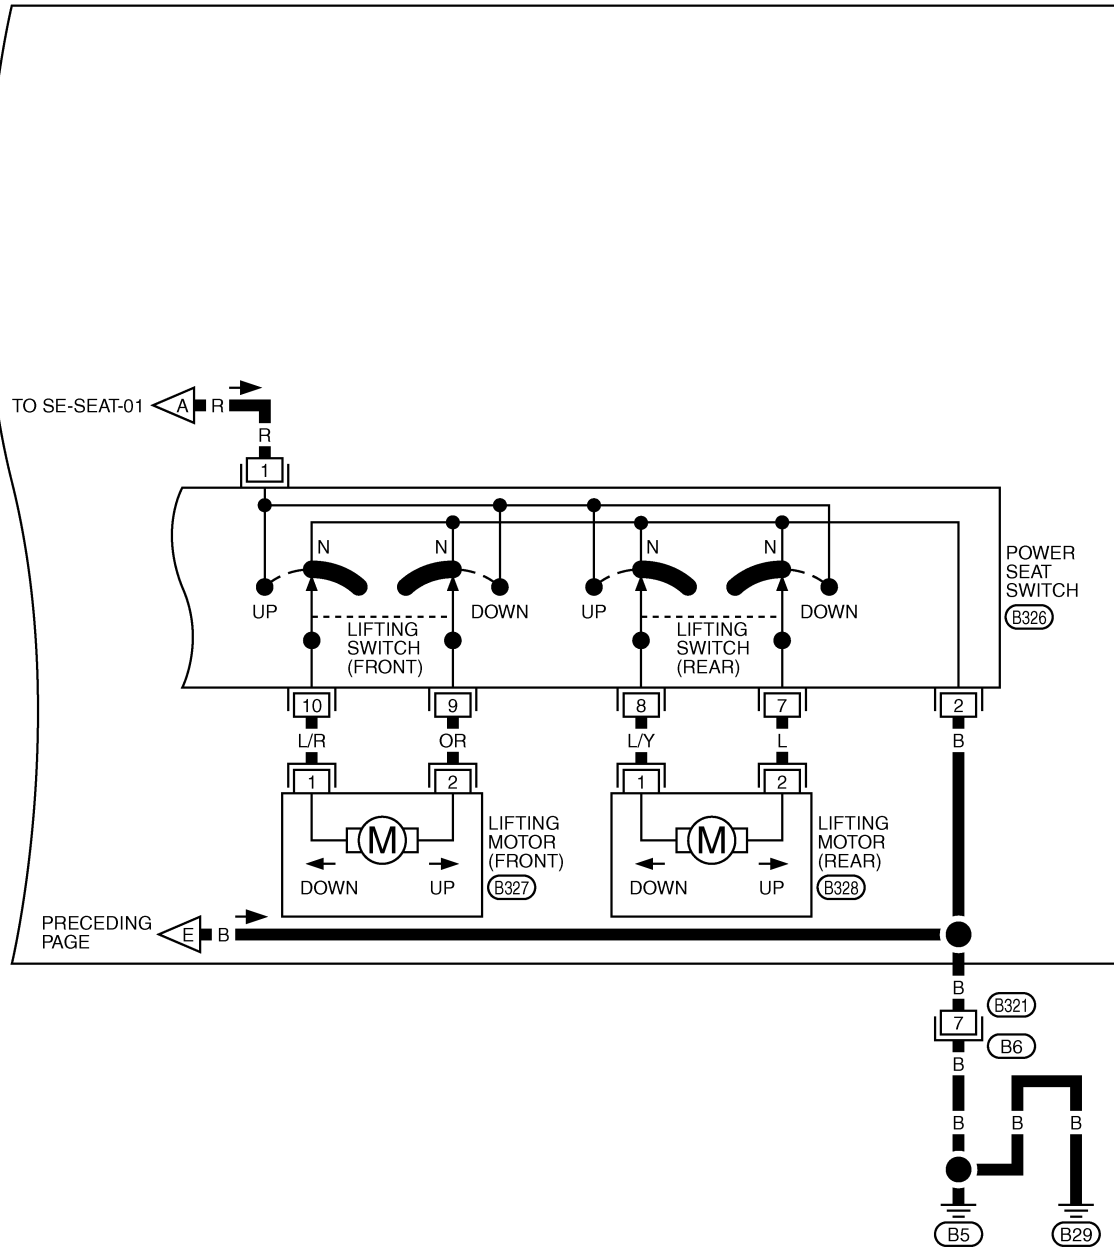 TO SE-SEAT-01
A
R
R
1
N
N
N
N
UP
DOWN
UP
DOWN
LIFTING
SWITCH
(FRONT)
LIFTING
SWITCH
(REAR)
POWER
SEAT
SWITCH
B326
10
9
8
7
2
L/R
OR
L/Y
L
B
1
2
1
2
M
M
DOWN
UP
DOWN
UP
LIFTING
MOTOR
(FRONT)
B327
LIFTING
MOTOR
(REAR)
B328
PRECEDING
PAGE
E
B
B
B321
7
B6
B
B
B
B
B5
B29